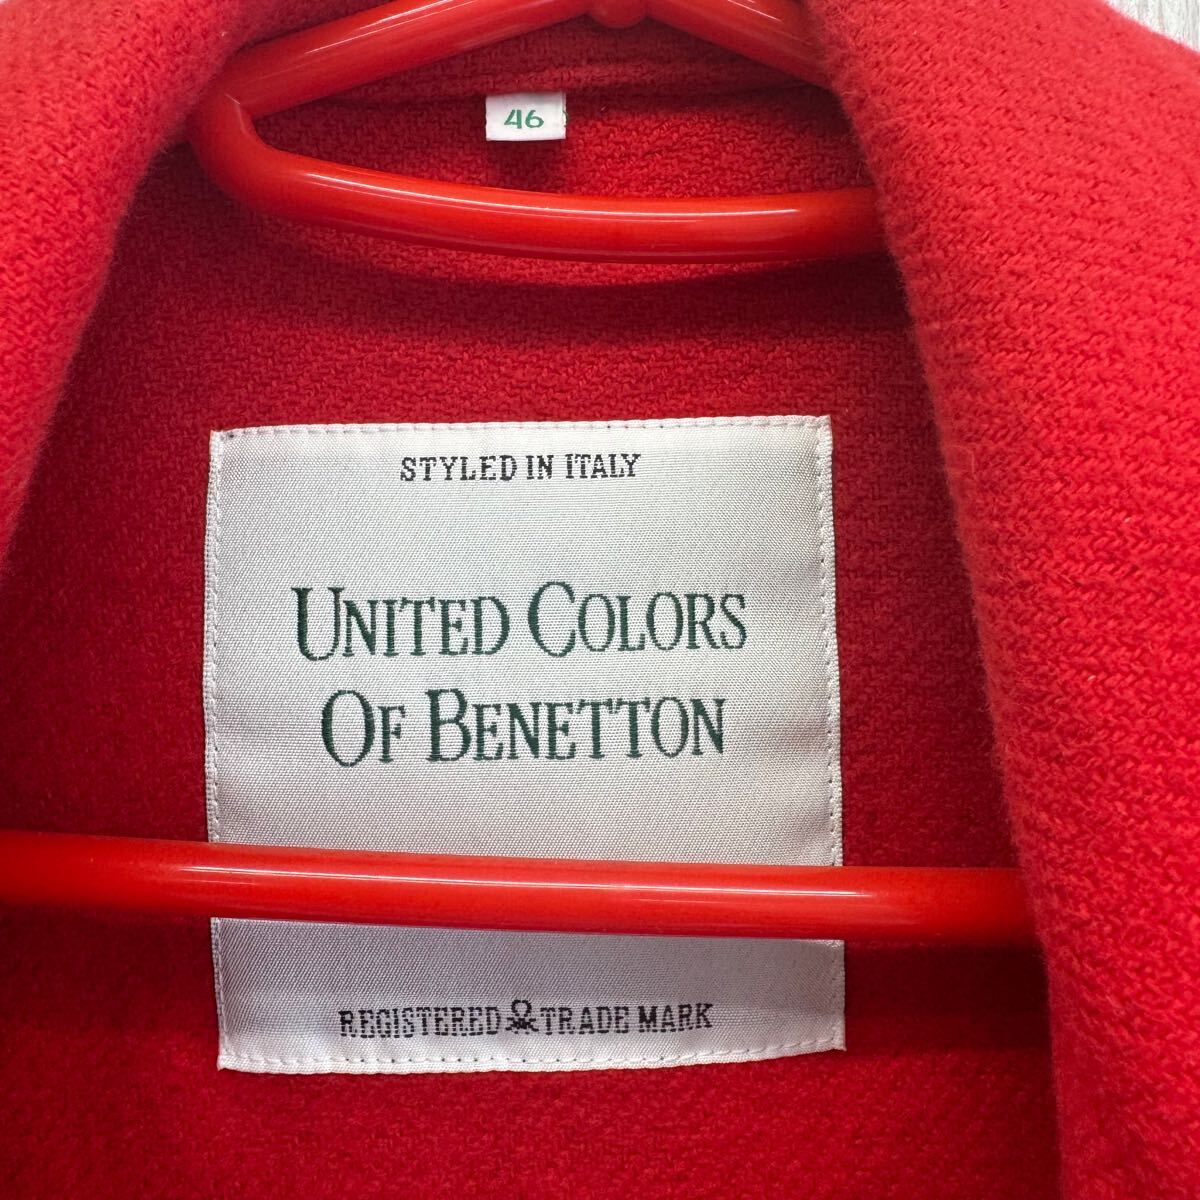 46
STYLED IN ITALY
UNITED COLORS
OF BENETTON
REGISTERED TRADE MARK